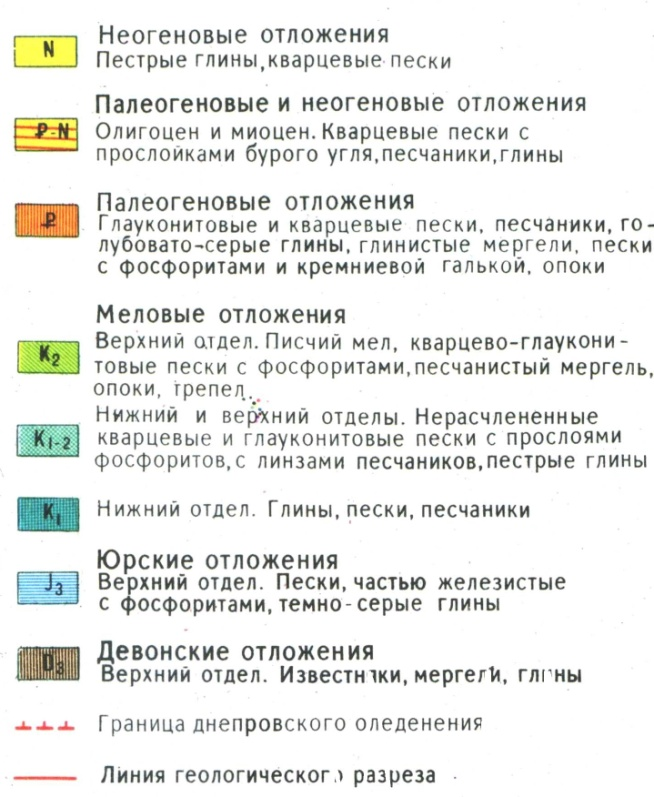 N
Неогеновые отложения
Пестрые глины, кварцевые пески
₽-N
Палеогеновые и неогеновые отложения
Олигоцен и миоцен. Кварцевые пески с
прослойками бурого угля, песчаники, глины
₽
Палеогеновые отложения
Глауконитовые и кварцевые пески, песчаники, го-
лубовато-серые глины, глинистые мергели, пески
с фосфоритами и кремниевой галькой, опоки
Меловые отложения
K₂
Верхний отдел. Писчий мел, кварцево-глаукони-
товые пески с фосфоритами, песчанистый мергель,
опоки, трепел.
K₁₋₂
Нижний и верхний отделы. Нерасчлененные
кварцевые и глауконитовые пески с прослоями
фосфоритов, с линзами песчаников, пестрые глины
K₁
Нижний отдел. Глины, пески, песчаники
Юрские отложения
J₃
Верхний отдел. Пески, частью железистые
с фосфоритами, темно-серые глины
D₃
Девонские отложения
Верхний отдел. Известняки, мергели, глины
Граница днепровского оледенения
Линия геологического разреза